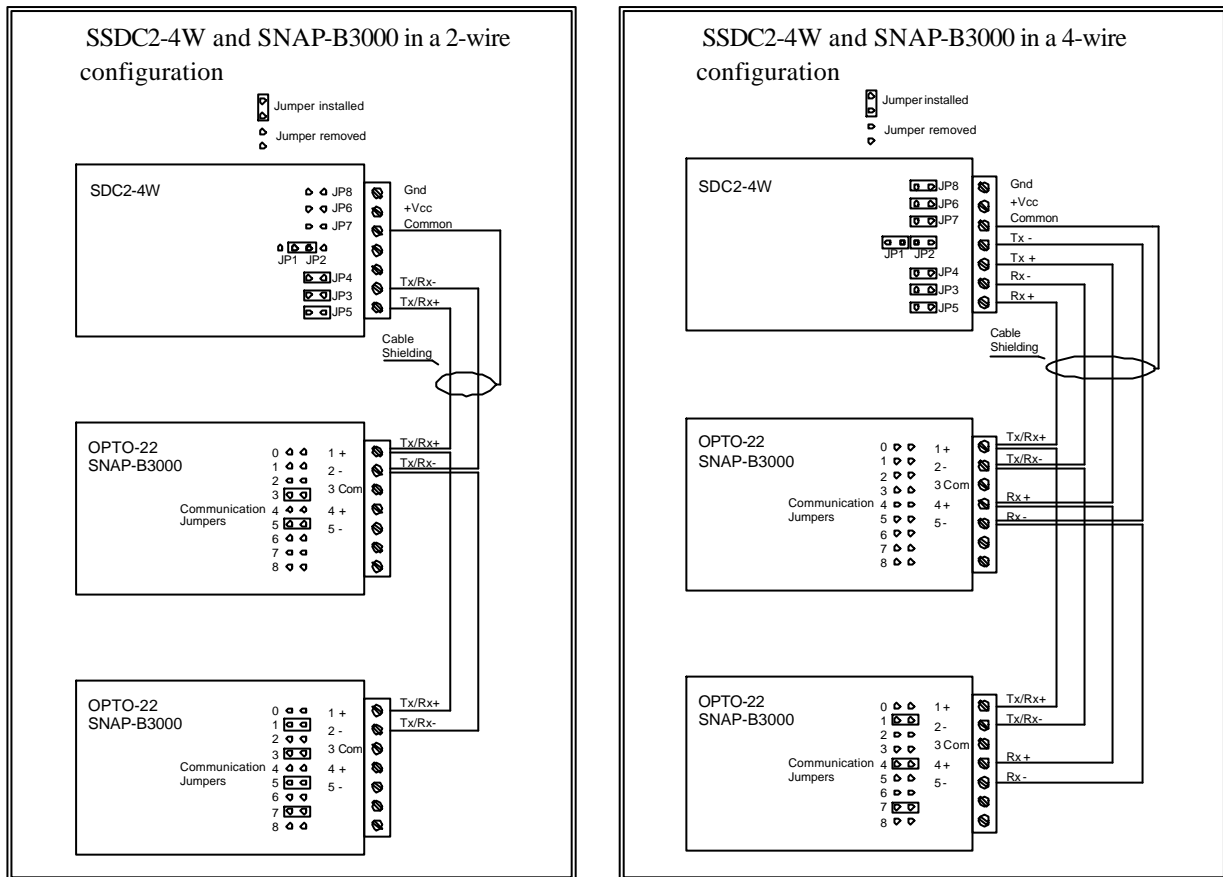 SSDC2-4W and SNAP-B3000 in a 2-wire
configuration
Jumper installed
Jumper removed
SDC2-4W
JP8
JP6
JP7
JP1 JP2
JP4
JP3
JP5
Gnd
+Vcc
Common
Tx/Rx-
Tx/Rx+
Cable
Shielding
OPTO-22
SNAP-B3000
Communication
Jumpers
0
1
2
3
4
5
6
7
8
1 +
2 -
3 Com
4 +
5 -
Tx/Rx+
Tx/Rx-
OPTO-22
SNAP-B3000
Communication
Jumpers
0
1
2
3
4
5
6
7
8
1 +
2 -
3 Com
4 +
5 -
Tx/Rx+
Tx/Rx-
SSDC2-4W and SNAP-B3000 in a 4-wire
configuration
Jumper installed
Jumper removed
SDC2-4W
JP8
JP6
JP7
JP1 JP2
JP4
JP3
JP5
Gnd
+Vcc
Common
Tx -
Tx +
Rx -
Rx +
Cable
Shielding
OPTO-22
SNAP-B3000
Communication
Jumpers
0
1
2
3
4
5
6
7
8
1 +
2 -
3 Com
4 +
5 -
Tx/Rx+
Tx/Rx-
Rx +
Rx -
OPTO-22
SNAP-B3000
Communication
Jumpers
0
1
2
3
4
5
6
7
8
1 +
2 -
3 Com
4 +
5 -
Tx/Rx+
Tx/Rx-
Rx +
Rx -